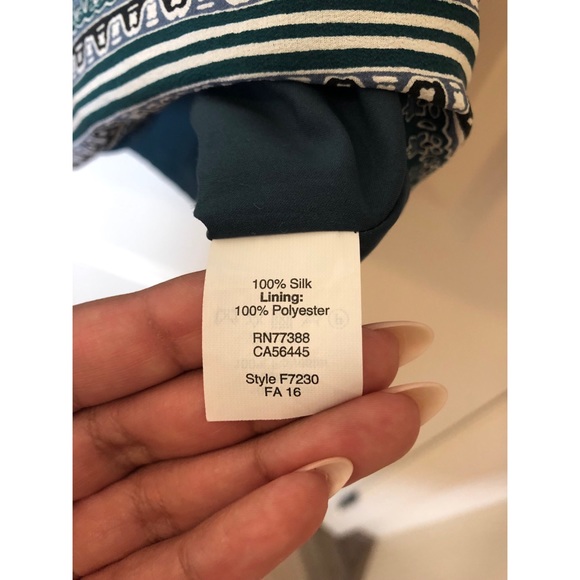 100% Silk
Lining:
100% Polyester
RN77388
CA56445
Style F7230
FA 16